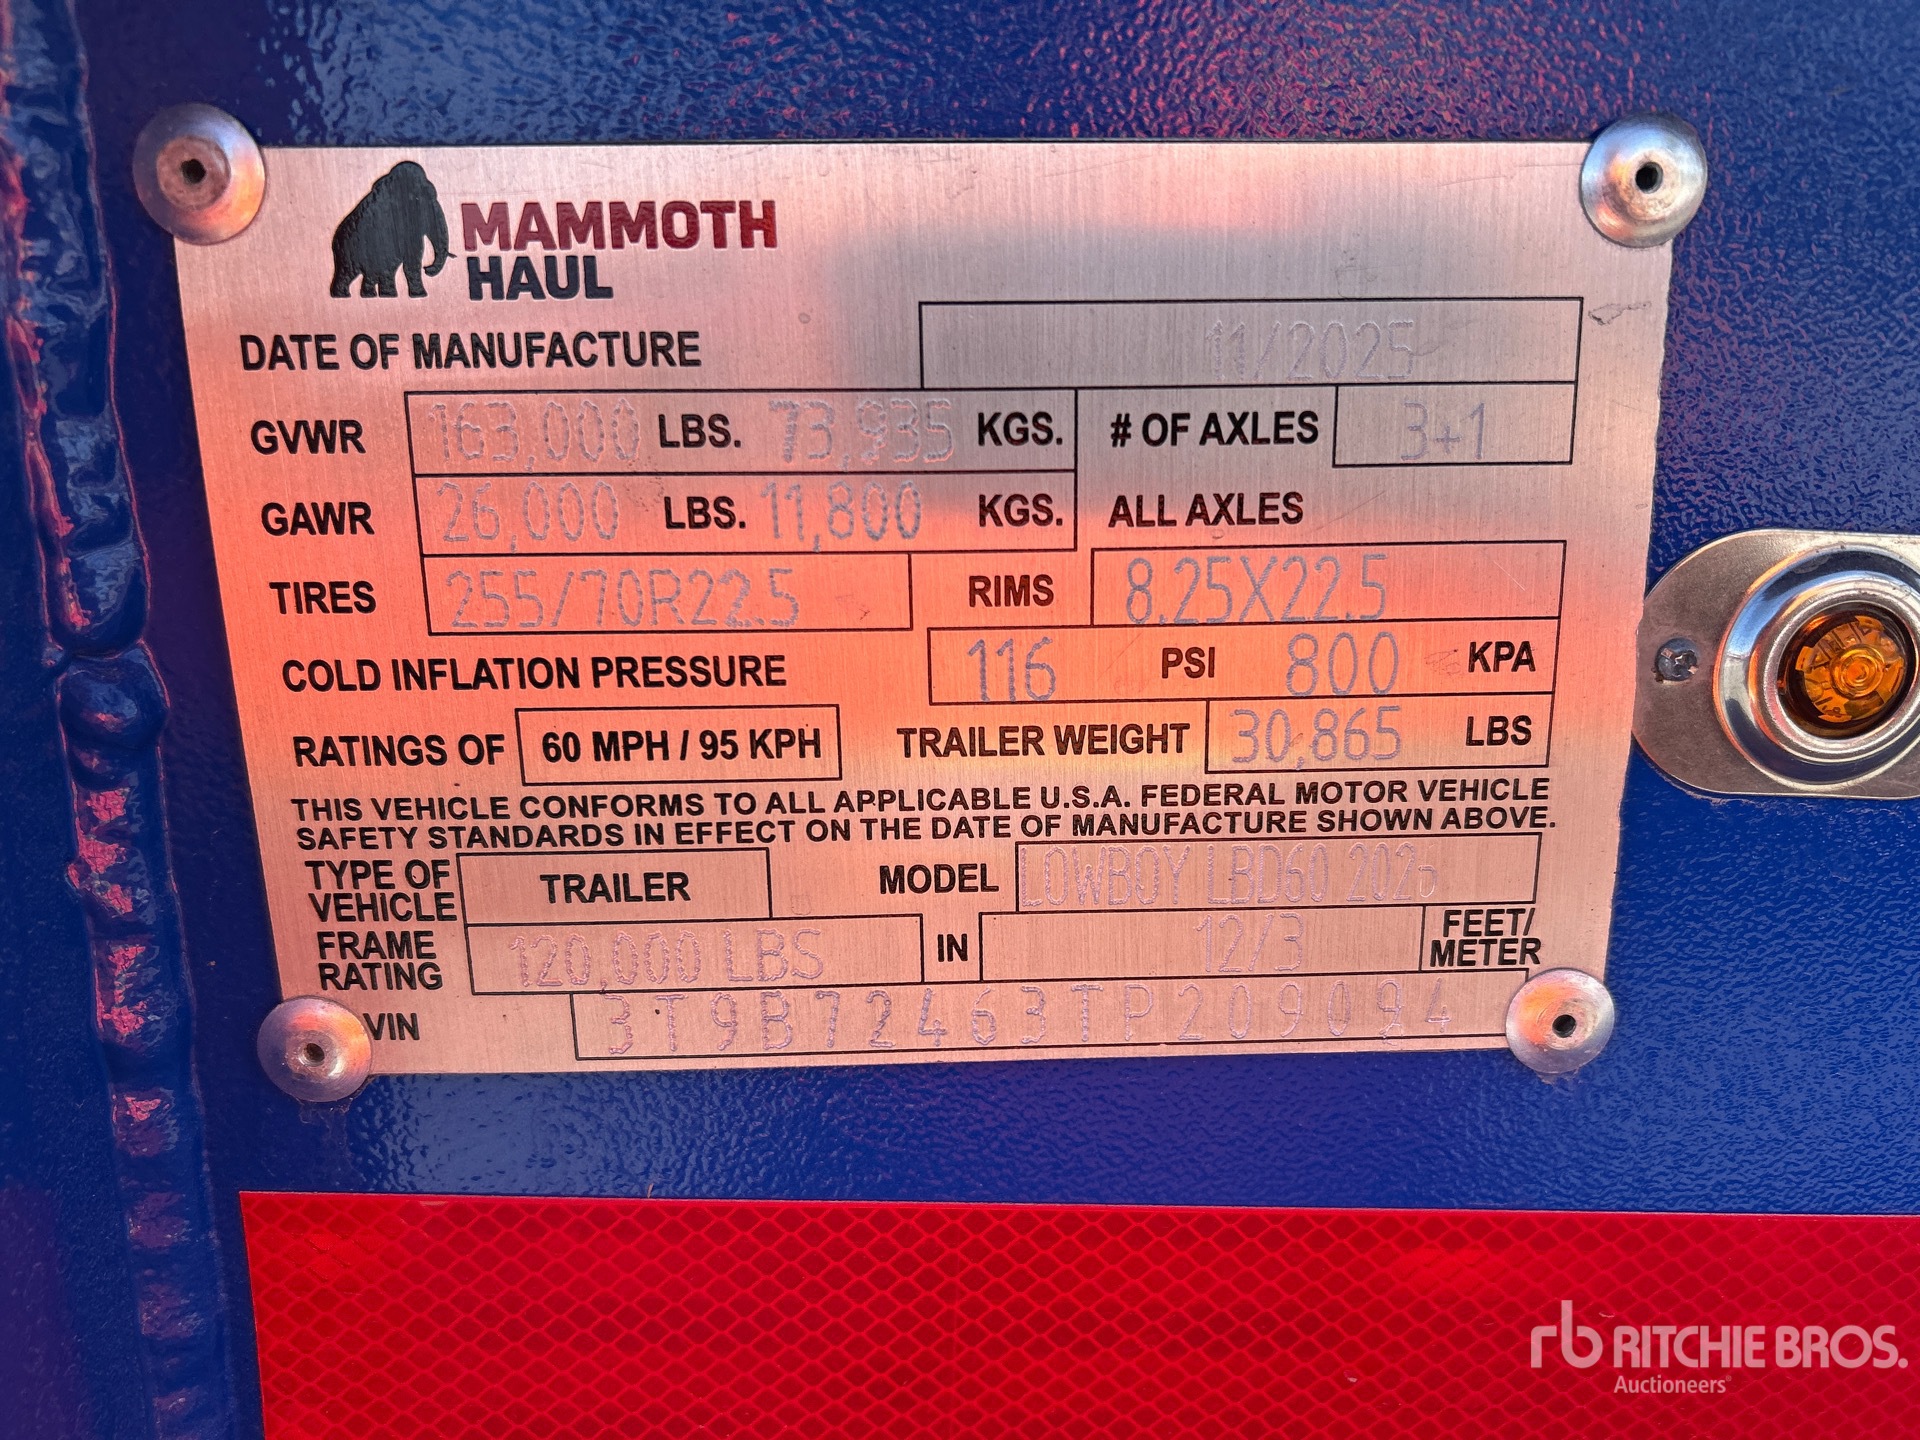 MAMMOTH
HAUL
DATE OF MANUFACTURE 11/2025
GVWR 163,000 LBS. 73,935 KGS. # OF AXLES 3+1
GAWR 26,000 LBS. 11,800 KGS. ALL AXLES
TIRES 255/70R22.5 RIMS 8.25X22.5
COLD INFLATION PRESSURE 116 PSI 800 KPA
RATINGS OF 60 MPH / 95 KPH TRAILER WEIGHT 30,865 LBS
THIS VEHICLE CONFORMS TO ALL APPLICABLE U.S.A. FEDERAL MOTOR VEHICLE
SAFETY STANDARDS IN EFFECT ON THE DATE OF MANUFACTURE SHOWN ABOVE.
TYPE OF
VEHICLE TRAILER MODEL LOWBOY LBD60
FRAME
RATING 120,000 LBS IN 12/3 FEET/
METER
VIN 3T9B72463TP209094
rb RITCHIE BROS.
Auctioneers